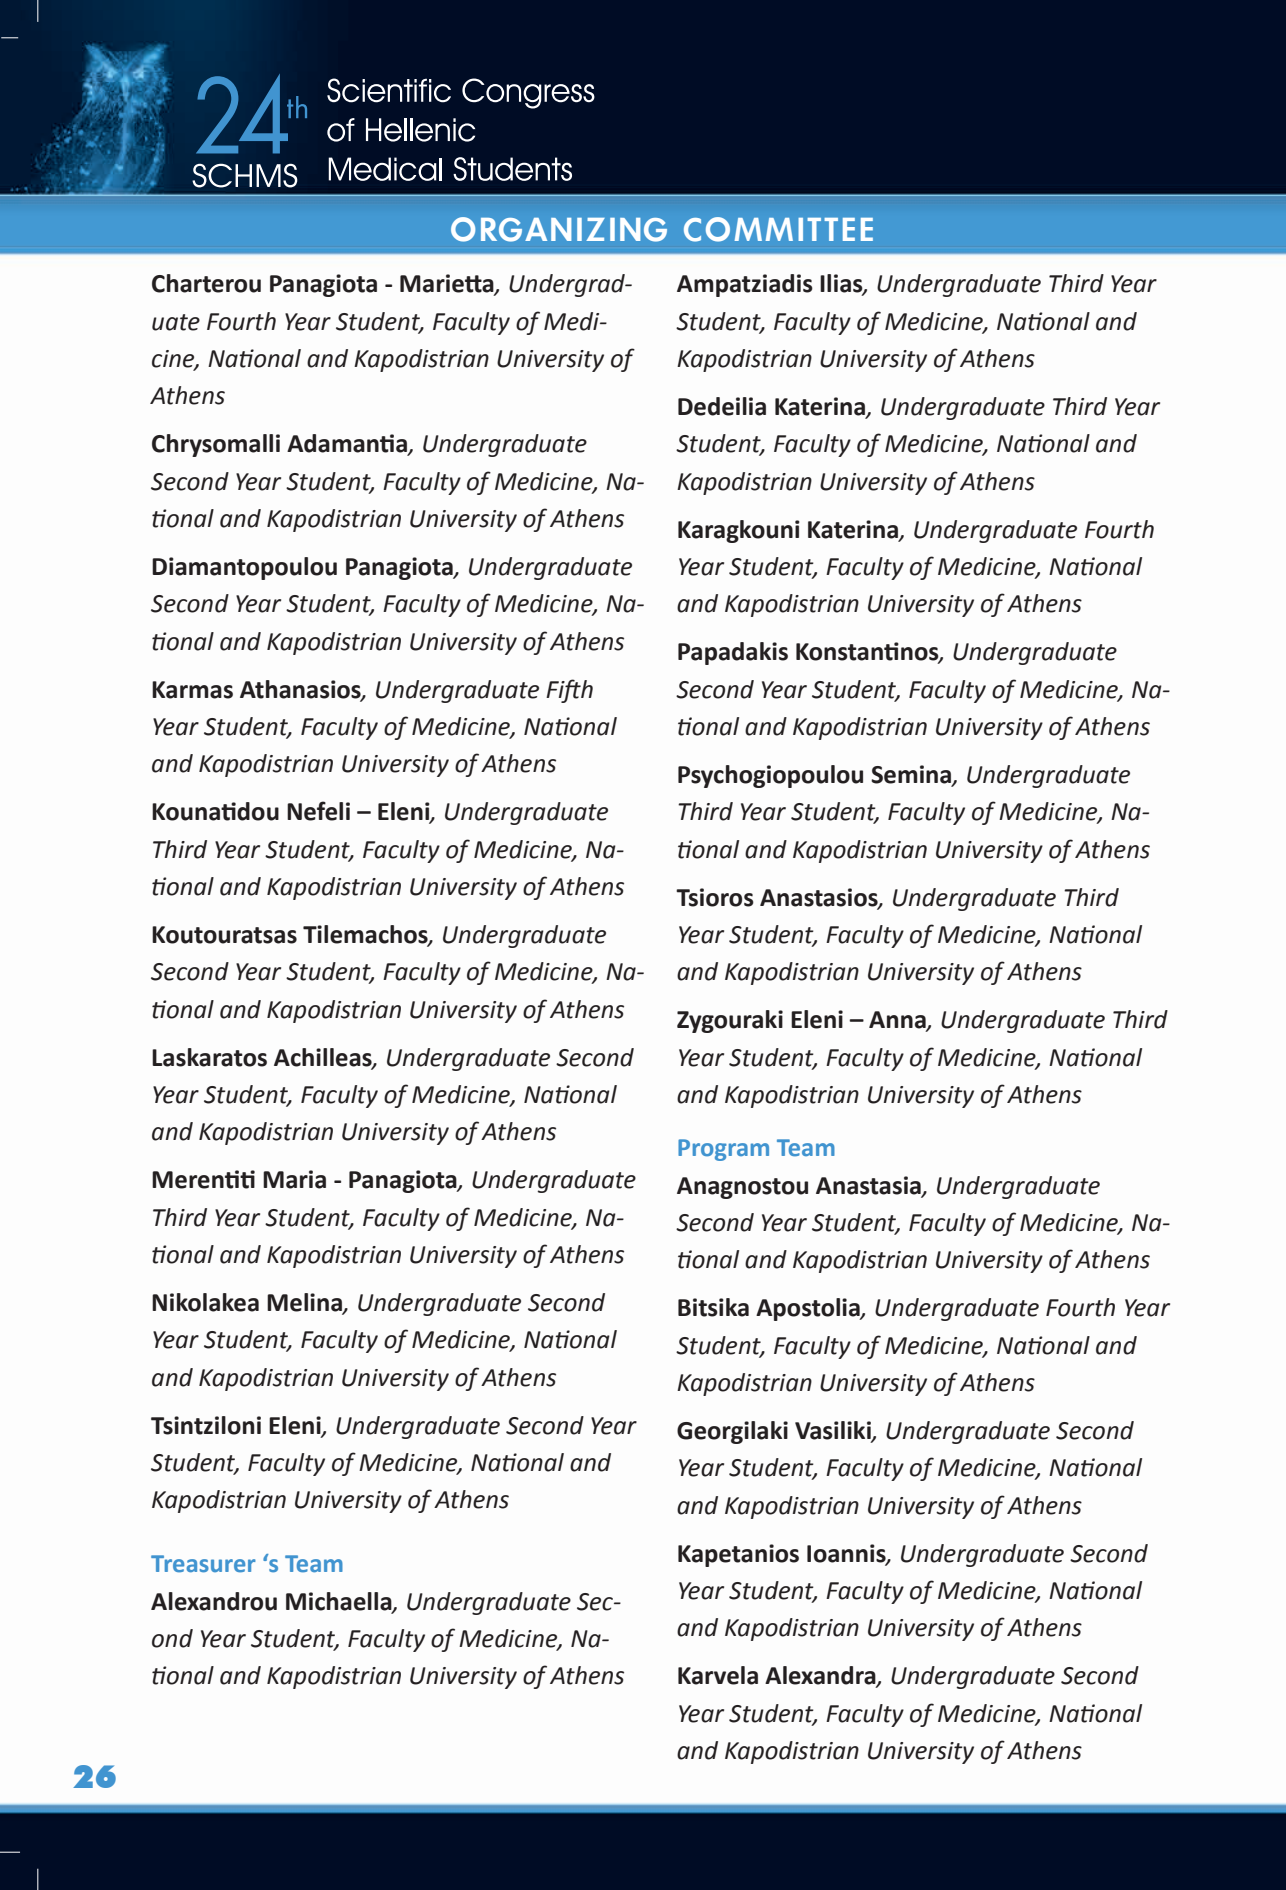 24th
SCHMS
Scientific Congress
of Hellenic
Medical Students
ORGANIZING COMMITTEE
Charterou Panagiota - Marietta, Undergrad-
uate Fourth Year Student, Faculty of Medi-
cine, National and Kapodistrian University of
Athens
Chrysomalli Adamantia, Undergraduate
Second Year Student, Faculty of Medicine, Na-
tional and Kapodistrian University of Athens
Diamantopoulou Panagiota, Undergraduate
Second Year Student, Faculty of Medicine, Na-
tional and Kapodistrian University of Athens
Karmas Athanasios, Undergraduate Fifth
Year Student, Faculty of Medicine, National
and Kapodistrian University of Athens
Kounatidou Nefeli – Eleni, Undergraduate
Third Year Student, Faculty of Medicine, Na-
tional and Kapodistrian University of Athens
Koutouratsas Tilemachos, Undergraduate
Second Year Student, Faculty of Medicine, Na-
tional and Kapodistrian University of Athens
Laskaratos Achilleas, Undergraduate Second
Year Student, Faculty of Medicine, National
and Kapodistrian University of Athens
Merentiti Maria - Panagiota, Undergraduate
Third Year Student, Faculty of Medicine, Na-
tional and Kapodistrian University of Athens
Nikolakea Melina, Undergraduate Second
Year Student, Faculty of Medicine, National
and Kapodistrian University of Athens
Tsintziloni Eleni, Undergraduate Second Year
Student, Faculty of Medicine, National and
Kapodistrian University of Athens
Treasurer ‘s Team
Alexandrou Michaella, Undergraduate Sec-
ond Year Student, Faculty of Medicine, Na-
tional and Kapodistrian University of Athens
Ampatziadis Ilias, Undergraduate Third Year
Student, Faculty of Medicine, National and
Kapodistrian University of Athens
Dedeilia Katerina, Undergraduate Third Year
Student, Faculty of Medicine, National and
Kapodistrian University of Athens
Karagkouni Katerina, Undergraduate Fourth
Year Student, Faculty of Medicine, National
and Kapodistrian University of Athens
Papadakis Konstantinos, Undergraduate
Second Year Student, Faculty of Medicine, Na-
tional and Kapodistrian University of Athens
Psychogiopoulou Semina, Undergraduate
Third Year Student, Faculty of Medicine, Na-
tional and Kapodistrian University of Athens
Tsioros Anastasios, Undergraduate Third
Year Student, Faculty of Medicine, National
and Kapodistrian University of Athens
Zygouraki Eleni – Anna, Undergraduate Third
Year Student, Faculty of Medicine, National
and Kapodistrian University of Athens
Program Team
Anagnostou Anastasia, Undergraduate
Second Year Student, Faculty of Medicine, Na-
tional and Kapodistrian University of Athens
Bitsika Apostolia, Undergraduate Fourth Year
Student, Faculty of Medicine, National and
Kapodistrian University of Athens
Georgilaki Vasiliki, Undergraduate Second
Year Student, Faculty of Medicine, National
and Kapodistrian University of Athens
Kapetanios Ioannis, Undergraduate Second
Year Student, Faculty of Medicine, National
and Kapodistrian University of Athens
Karvela Alexandra, Undergraduate Second
Year Student, Faculty of Medicine, National
and Kapodistrian University of Athens
26